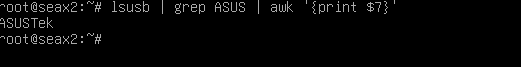 root@seax2:~# lsusb | grep ASUS | awk '{print $7}'
ASUSTek
root@seax2:~#